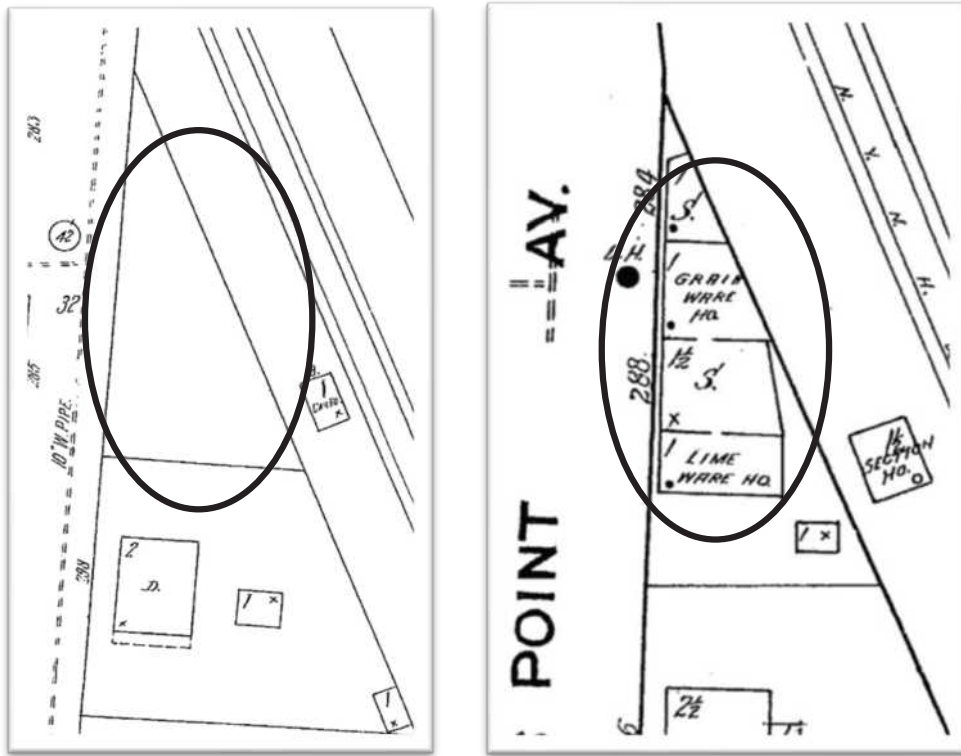 283
42
32
285
10" W. PIPE.
288
2
D.
1 x
x
1
x
1
x
AV.
284
D.H.
288.
POINT
1
S.
1
GRAIN
WARE
HO.
1½
S.
x
1 LIME
WARE HO.
N.
Y.
N.
H.
1½
SECTION
HO.
1 x
2½
6